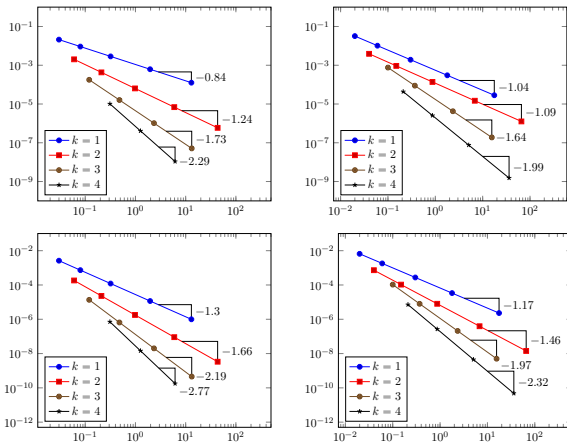 10^{-1}
10^{-3}
10^{-5}
10^{-7}
10^{-9}
-0.84
-1.24
-1.73
-2.29
k = 1
k = 2
k = 3
k = 4
10^{-1} 10^{0} 10^{1} 10^{2}
10^{-1}
10^{-3}
10^{-5}
10^{-7}
10^{-9}
-1.04
-1.09
-1.64
-1.99
k = 1
k = 2
k = 3
k = 4
10^{-2} 10^{-1} 10^{0} 10^{1} 10^{2}
10^{-2}
10^{-4}
10^{-6}
10^{-8}
10^{-10}
10^{-12}
-1.3
-1.66
-2.19
-2.77
k = 1
k = 2
k = 3
k = 4
10^{-1} 10^{0} 10^{1} 10^{2}
10^{-2}
10^{-4}
10^{-6}
10^{-8}
10^{-10}
10^{-12}
-1.17
-1.46
-1.97
-2.32
k = 1
k = 2
k = 3
k = 4
10^{-2} 10^{-1} 10^{0} 10^{1} 10^{2}